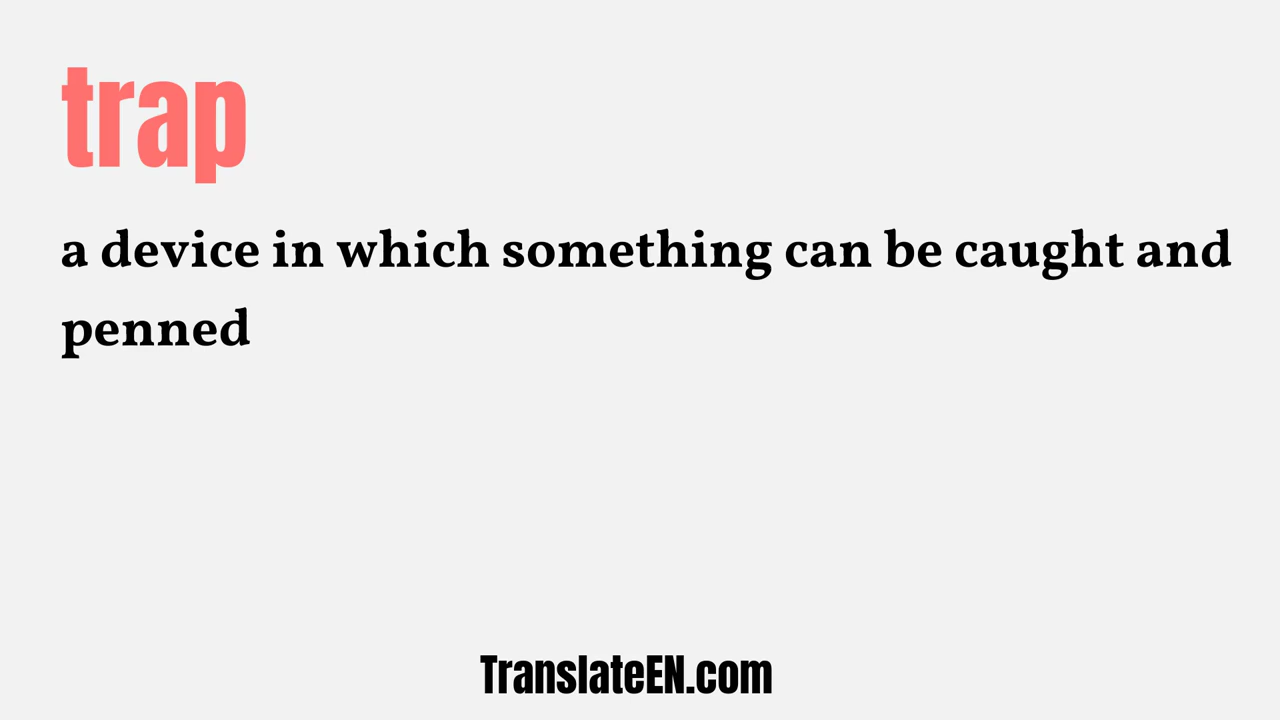 trap
a device in which something can be caught and
penned
TranslateEN.com